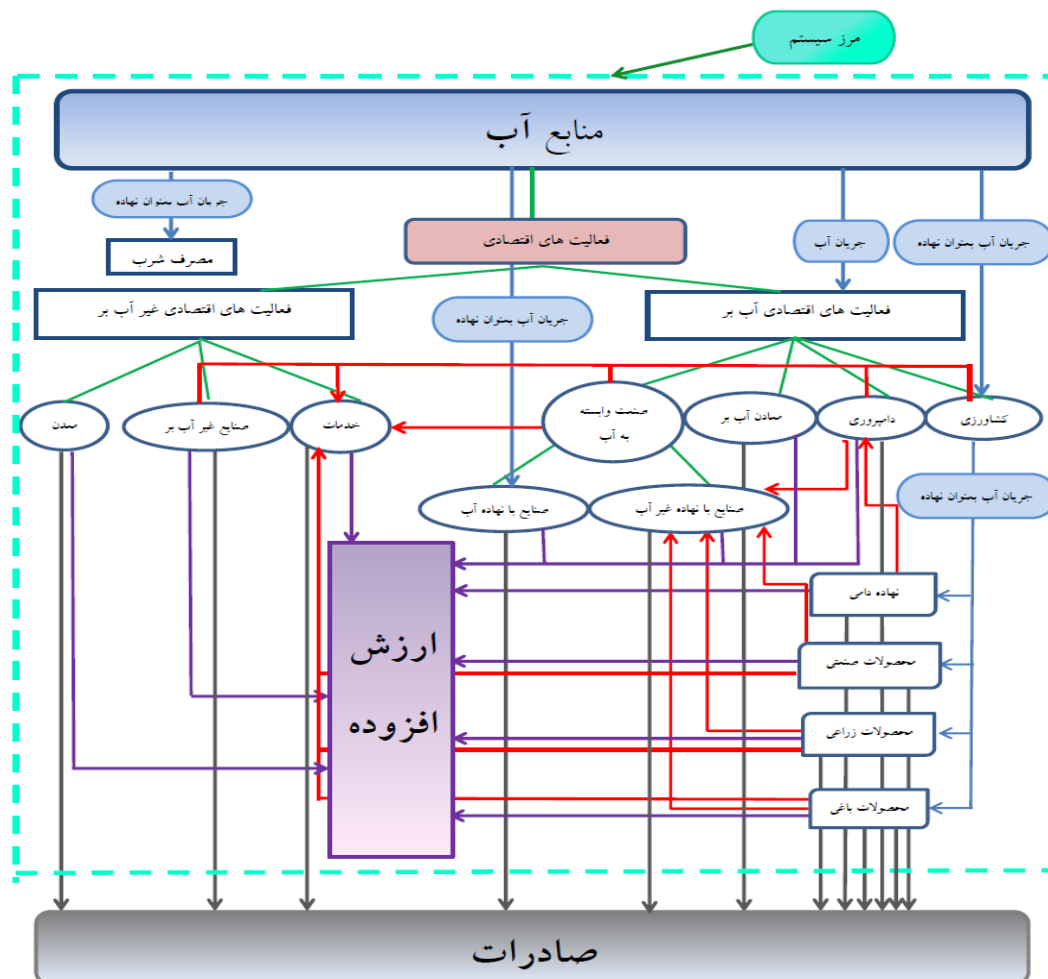 مرز سیستم
منابع آب
جریان آب بعنوان نهاده
جریان آب
جریان آب بعنوان نهاده
فعالیت های اقتصادی
مصرف شرب
جریان آب بعنوان نهاده
فعالیت های اقتصادی آب بر
فعالیت های اقتصادی غیر آب بر
کشاورزی
دامپروری
معادن آب بر
صنعت وابسته
به آب
خدمات
صنایع غیر آب بر
معدن
جریان آب بعنوان نهاده
صنایع با نهاده غیر آب
صنایع با نهاده آب
نهاده دامی
محصولات صنعتی
محصولات زراعی
محصولات باغی
ارزش
افزوده
صادرات